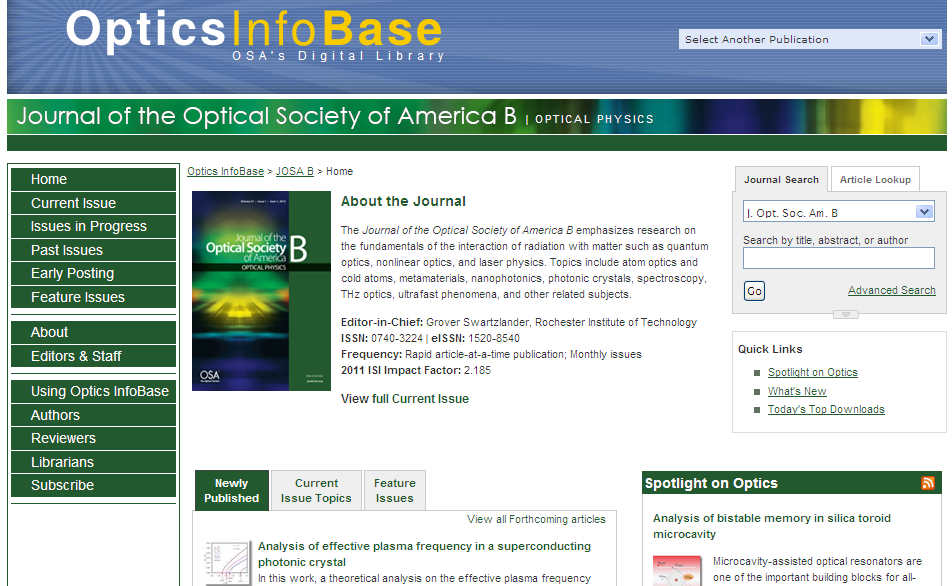 OpticsInfoBase
OSA's Digital Library
Select Another Publication
Journal of the Optical Society of America B | OPTICAL PHYSICS
Home
Current Issue
Issues in Progress
Past Issues
Early Posting
Feature Issues
About
Editors & Staff
Using Optics InfoBase
Authors
Reviewers
Librarians
Subscribe
Optics InfoBase > JOSA B > Home
Journal of the
Optical Society
of America
B
OPTICAL PHYSICS
OSA
About the Journal
The Journal of the Optical Society of America B emphasizes research on
the fundamentals of the interaction of radiation with matter such as quantum
optics, nonlinear optics, and laser physics. Topics include atom optics and
cold atoms, metamaterials, nanophotonics, photonic crystals, spectroscopy,
THz optics, ultrafast phenomena, and other related subjects.
Editor-in-Chief: Grover Swartzlander, Rochester Institute of Technology
ISSN: 0740-3224 | eISSN: 1520-8540
Frequency: Rapid article-at-a-time publication; Monthly issues
2011 ISI Impact Factor: 2.185
View full Current Issue
Journal Search
Article Lookup
J. Opt. Soc. Am. B
Search by title, abstract, or author
Go
Advanced Search
Quick Links
Spotlight on Optics
What's New
Today's Top Downloads
Newly
Published
Current
Issue Topics
Feature
Issues
View all Forthcoming articles
Analysis of effective plasma frequency in a superconducting
photonic crystal
In this work, a theoretical analysis on the effective plasma frequency
Spotlight on Optics
Analysis of bistable memory in silica toroid
microcavity
Microcavity-assisted optical resonators are
one of the important building blocks for all-